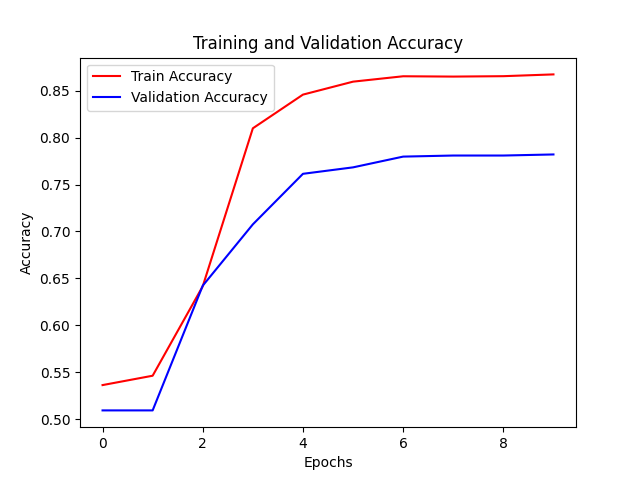 Training and Validation Accuracy
Train Accuracy
Validation Accuracy
Accuracy
0.85
0.80
0.75
0.70
0.65
0.60
0.55
0.50
0 2 4 6 8
Epochs